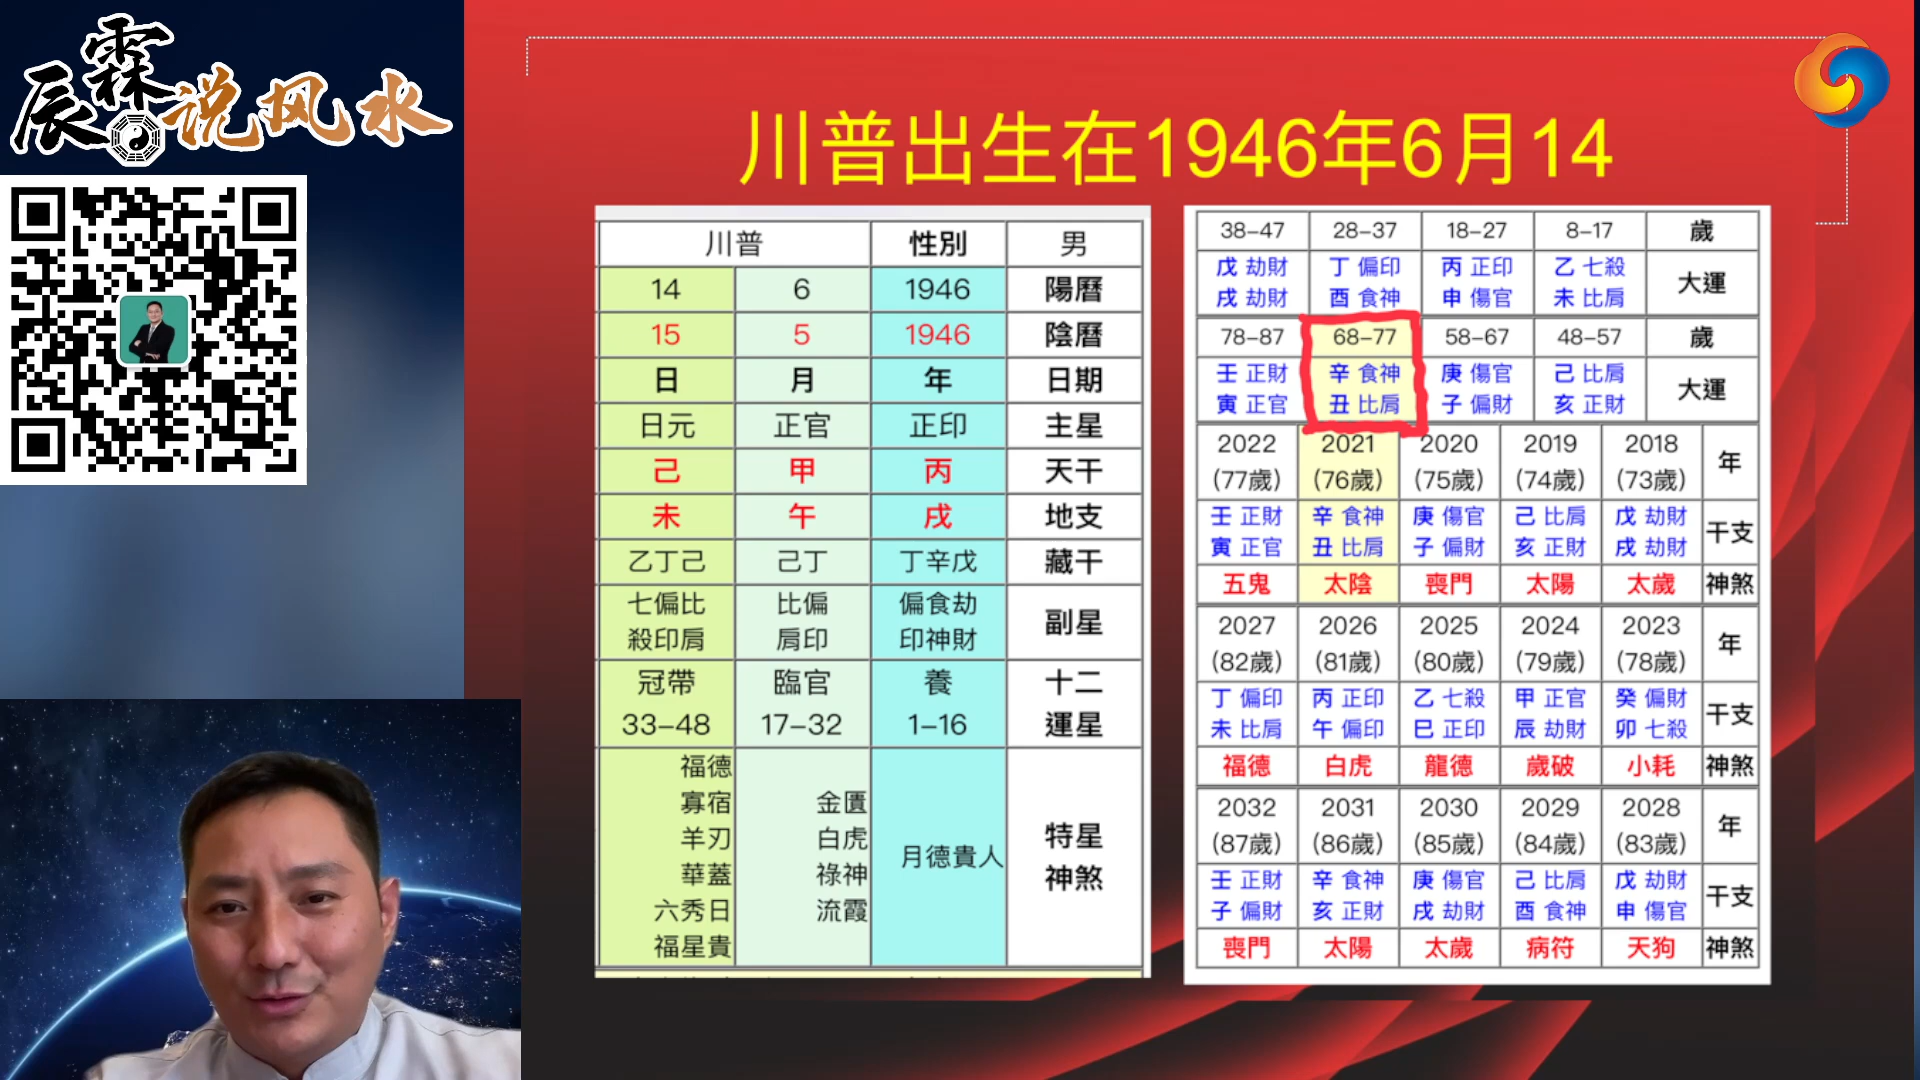 辰霖说风水
川普出生在1946年6月14
川普 性別 男
14 6 1946 陽曆
15 5 1946 陰曆
日 月 年 日期
日元 正官 正印 主星
己 甲 丙 天干
未 午 戌 地支
乙丁己 己丁 丁辛戊 藏干
七偏比 比偏 偏食劫 副星
殺印肩 肩印 印神財
冠帶 臨官 養 十二
33-48 17-32 1-16 運星
福德
寡宿 金匱
羊刃 白虎 特星
月德貴人
華蓋 祿神 神煞
六秀日 流霞
福星貴
38-47 28-37 18-27 8-17 歲
戊 劫財 丁 偏印 丙 正印 乙 七殺 大運
戌 劫財 酉 食神 申 傷官 未 比肩
78-87 68-77 58-67 48-57 歲
壬 正財 辛 食神 庚 傷官 己 比肩 大運
寅 正官 丑 比肩 子 偏財 亥 正財
2022 2021 2020 2019 2018 年
(77歲) (76歲) (75歲) (74歲) (73歲)
壬 正財 辛 食神 庚 傷官 己 比肩 戊 劫財 干支
寅 正官 丑 比肩 子 偏財 亥 正財 戌 劫財
五鬼 太陰 喪門 太陽 太歲 神煞
2027 2026 2025 2024 2023 年
(82歲) (81歲) (80歲) (79歲) (78歲)
丁 偏印 丙 正印 乙 七殺 甲 正官 癸 偏財 干支
未 比肩 午 偏印 巳 正印 辰 劫財 卯 七殺
福德 白虎 龍德 歲破 小耗 神煞
2032 2031 2030 2029 2028 年
(87歲) (86歲) (85歲) (84歲) (83歲)
壬 正財 辛 食神 庚 傷官 己 比肩 戊 劫財 干支
子 偏財 亥 正財 戌 劫財 酉 食神 申 傷官
喪門 太陽 太歲 病符 天狗 神煞